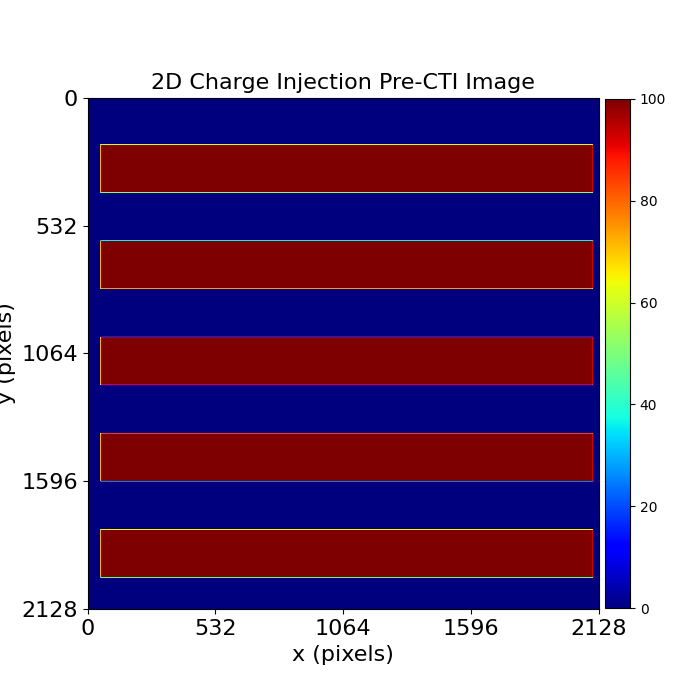 2D Charge Injection Pre-CTI Image
0
532
1064
1596
2128
y (pixels)
0 532 1064 1596 2128
x (pixels)
100
80
60
40
20
0